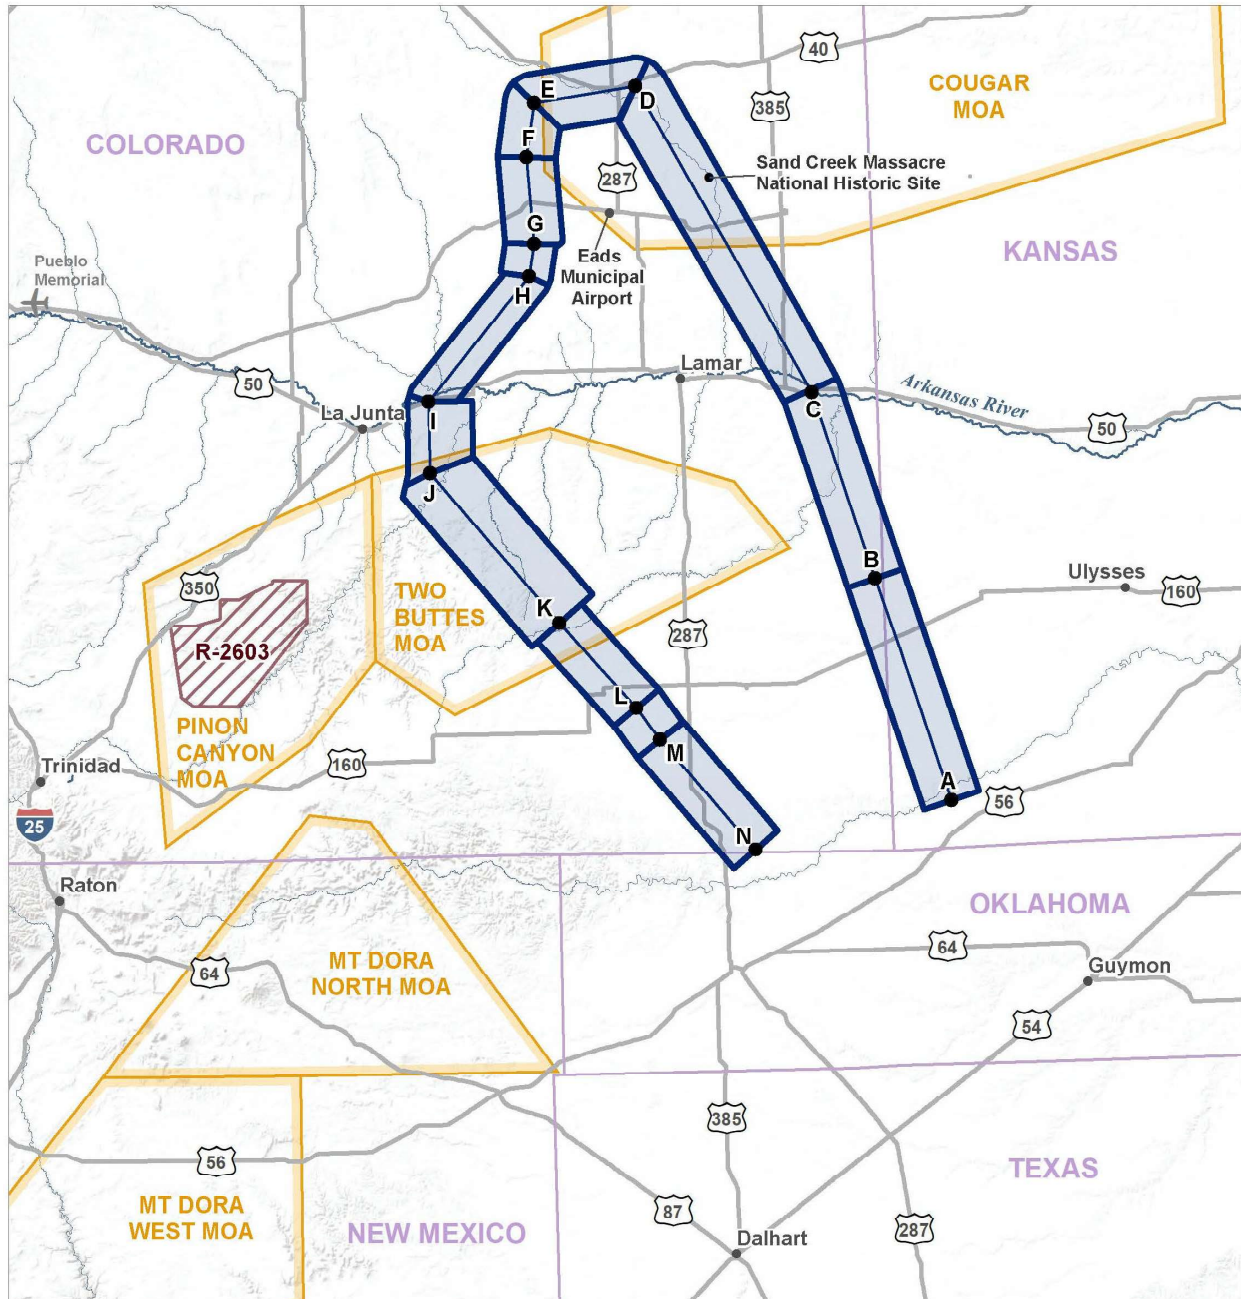 40
COUGAR
MOA
E
D
385
COLORADO
F
Sand Creek Massacre
National Historic Site
287
G
Eads
Municipal
Airport
KANSAS
Pueblo
Memorial
H
50
Lamar
Arkansas River
La Junta
I
C
50
J
B
Ulysses
350
TWO
BUTTES
MOA
K
160
287
R-2603
L
PINON
CANYON
MOA
M
Trinidad
160
A
56
25
N
Raton
OKLAHOMA
64
MT DORA
NORTH MOA
64
Guymon
54
385
56
TEXAS
MT DORA
WEST MOA
NEW MEXICO
87
Dalhart
287